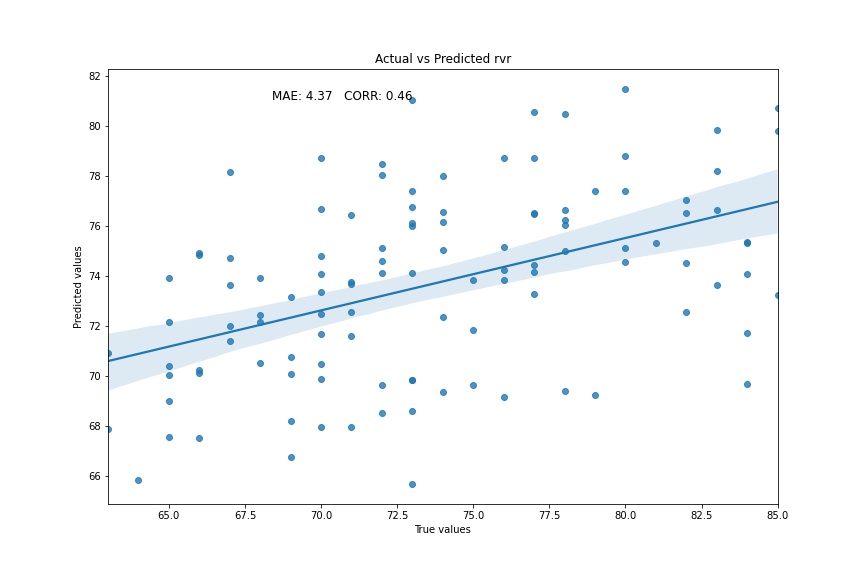 Actual vs Predicted rvr
MAE: 4.37   CORR: 0.46
82
80
78
76
74
72
70
68
66
Predicted values
65.0 67.5 70.0 72.5 75.0 77.5 80.0 82.5 85.0
True values